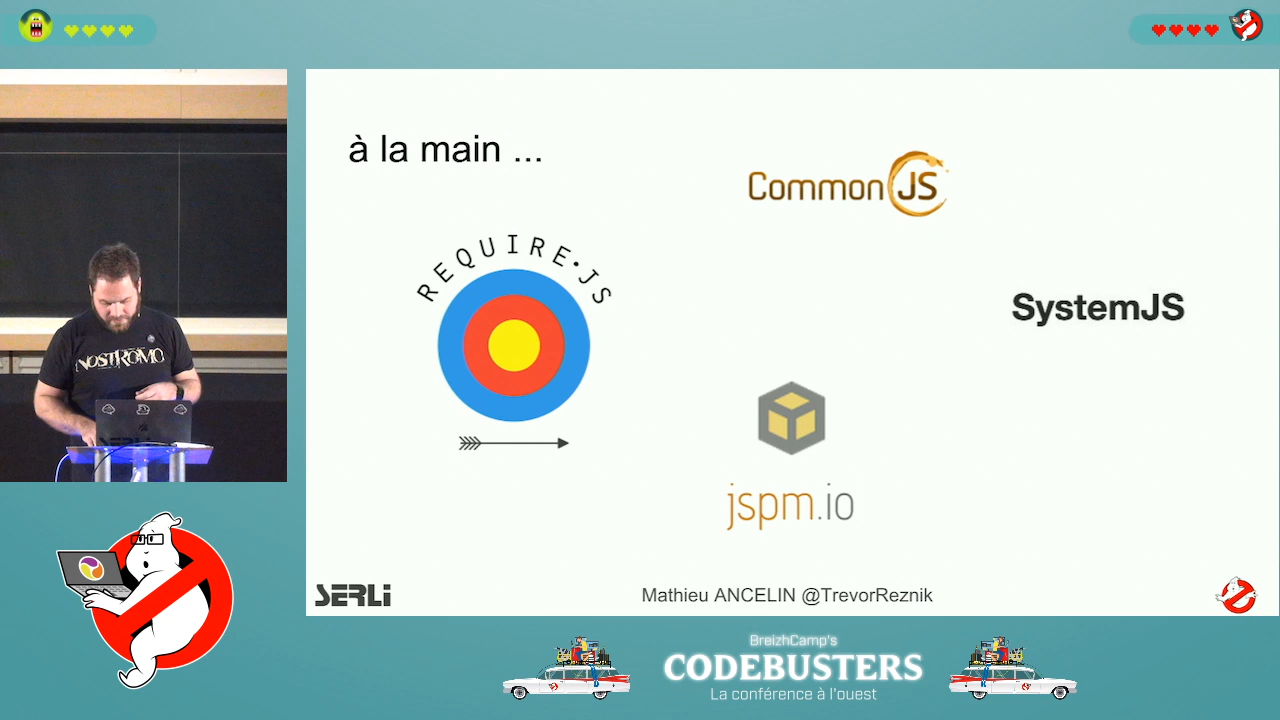 à la main ...
CommonJS
REQUIRE.JS
SystemJS
jspm.io
NOSTROMO
SERLI
Mathieu ANCELIN @TrevorReznik
BreizhCamp's
CODEBUSTERS
La conférence à l'ouest